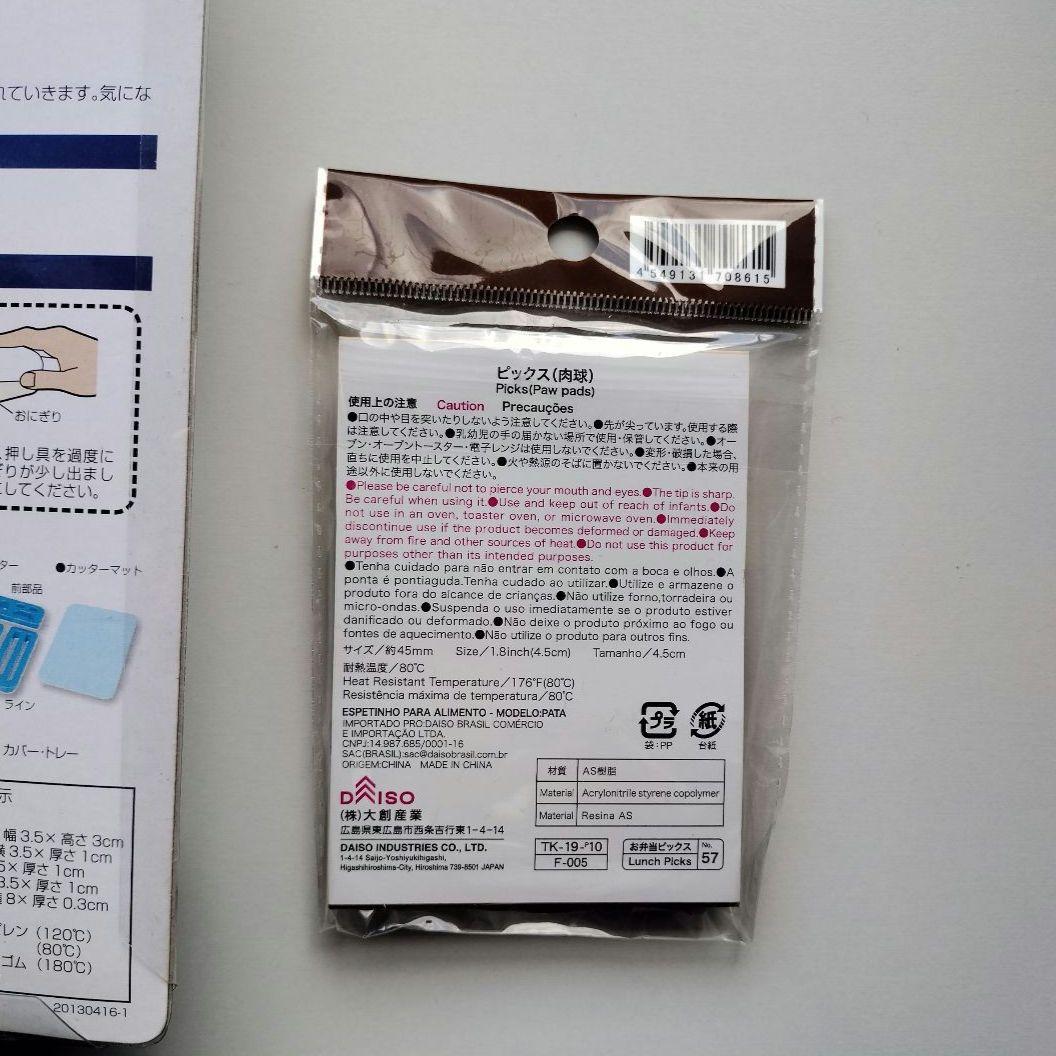 れていきます。気にな
おにぎり
、押し具を過度に
ぎりが少し出まし
にしてください。
ター
●カッターマット
前部品
ライン
カバー・トレー
示
幅3.5×高さ3cm
横3.5×厚さ1cm
5×厚さ1cm
3.5×厚さ1cm
幅8×厚さ0.3cm
ピレン（120℃）
（80℃）
ゴム（180℃）
20130416-1
4 549131 708615
ピックス(肉球)
Picks(Paw pads)
使用上の注意 Caution Precauções
●口の中や目を突いたりしないよう注意してください。●先が尖っています。使用する際
は注意してください。●乳幼児の手の届かない場所で使用・保管してください。●オー
ブン・オーブントースター・電子レンジは使用しないでください。●変形・破損した場合、
直ちに使用を中止してください。●火や熱源のそばに置かないでください。●本来の用
途以外に使用しないでください。
●Please be careful not to pierce your mouth and eyes.●The tip is sharp.
Be careful when using it.●Use and keep out of reach of infants.●Do
not use in an oven, toaster oven, or microwave oven.●Immediately
discontinue use if the product becomes deformed or damaged.●Keep
away from fire and other sources of heat.●Do not use this product for
purposes other than its intended purposes.
●Tenha cuidado para não entrar em contato com a boca e olhos.●A
ponta é pontiaguda.Tenha cudado ao utilizar.●Utilize e armazene o
produto fora do alcance de crianças.●Não utilize forno,torradeira ou
micro-ondas.●Suspenda o uso imediatamente se o produto estiver
danificado ou deformado.●Não deixe o produto próximo ao fogo ou
fontes de aquecimento.●Não utilize o produto para outros fins.
サイズ／約45mm Size／1.8inch(4.5cm) Tamanho／4.5cm
耐熱温度／80℃
Heat Resistant Temperature／176°F(80℃)
Resistência máxima de temperatura／80℃
ESPETINHO PARA ALIMENTO - MODELO:PATA
IMPORTADO PRO:DAISO BRASIL COMÉRCIO
E IMPORTAÇÃO LTDA.
CNPJ:14.987.685/0001-16
SAC(BRASIL):sac@daisobrasil.com.br
ORIGEM:CHINA MADE IN CHINA
プラ
袋：PP
紙
台紙
材質 AS樹脂
Material Acrylonitrile styrene copolymer
Material Resina AS
DAISO
(株)大創産業
広島県東広島市西条吉行東1-4-14
DAISO INDUSTRIES CO., LTD.
1-4-14 Saijo-Yoshiyukihigashi,
Higashihiroshima-City, Hiroshima 739-8501 JAPAN
TK-19-P10
F-005
お弁当ピックス
Lunch Picks
No.
57